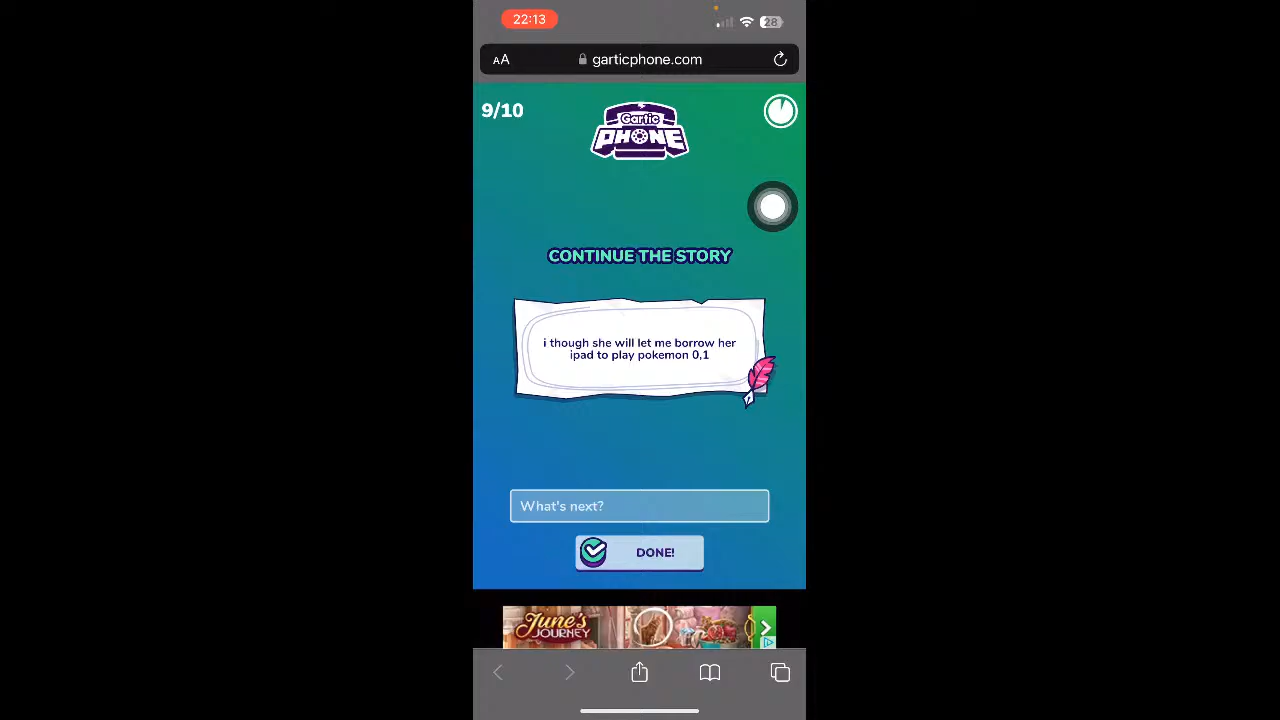 22:13
28
AA
garticphone.com
9/10
Gartic
PHONE
CONTINUE THE STORY
i though she will let me borrow her
ipad to play pokemon 0,1
What's next?
DONE!
June's
JOURNEY